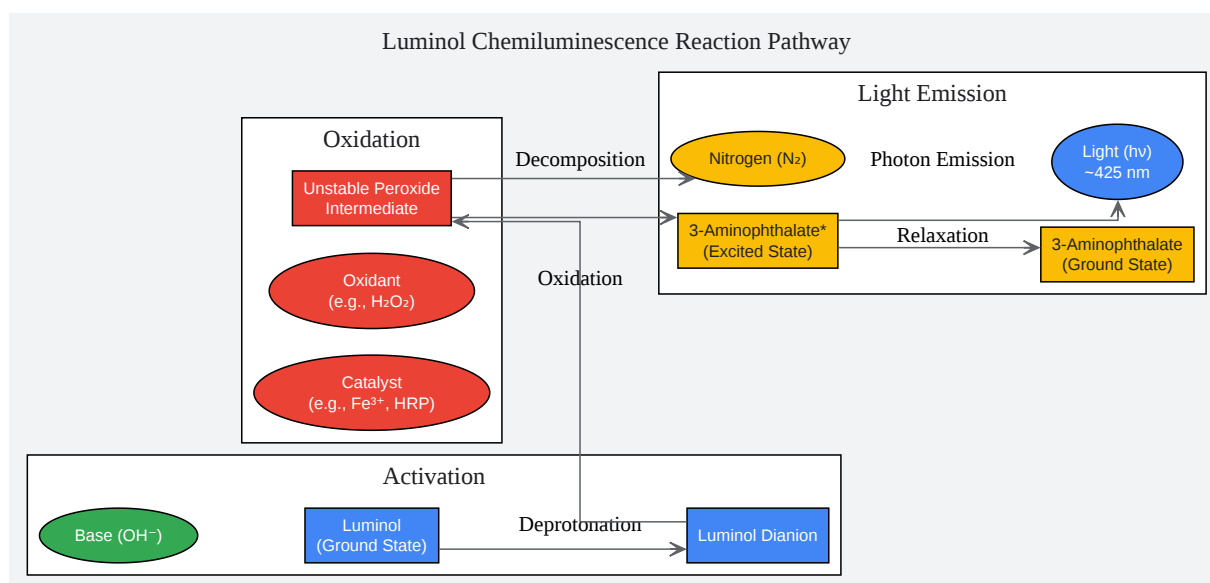 Luminol Chemiluminescence Reaction Pathway
Light Emission
Nitrogen (N₂)
Photon Emission
Light (hν)
~425 nm
3-Aminophthalate*
(Excited State)
Relaxation
3-Aminophthalate
(Ground State)
Oxidation
Decomposition
Unstable Peroxide
Intermediate
Oxidation
Oxidant
(e.g., H₂O₂)
Catalyst
(e.g., Fe³⁺, HRP)
Activation
Base (OH⁻)
Luminol
(Ground State)
Deprotonation
Luminol Dianion